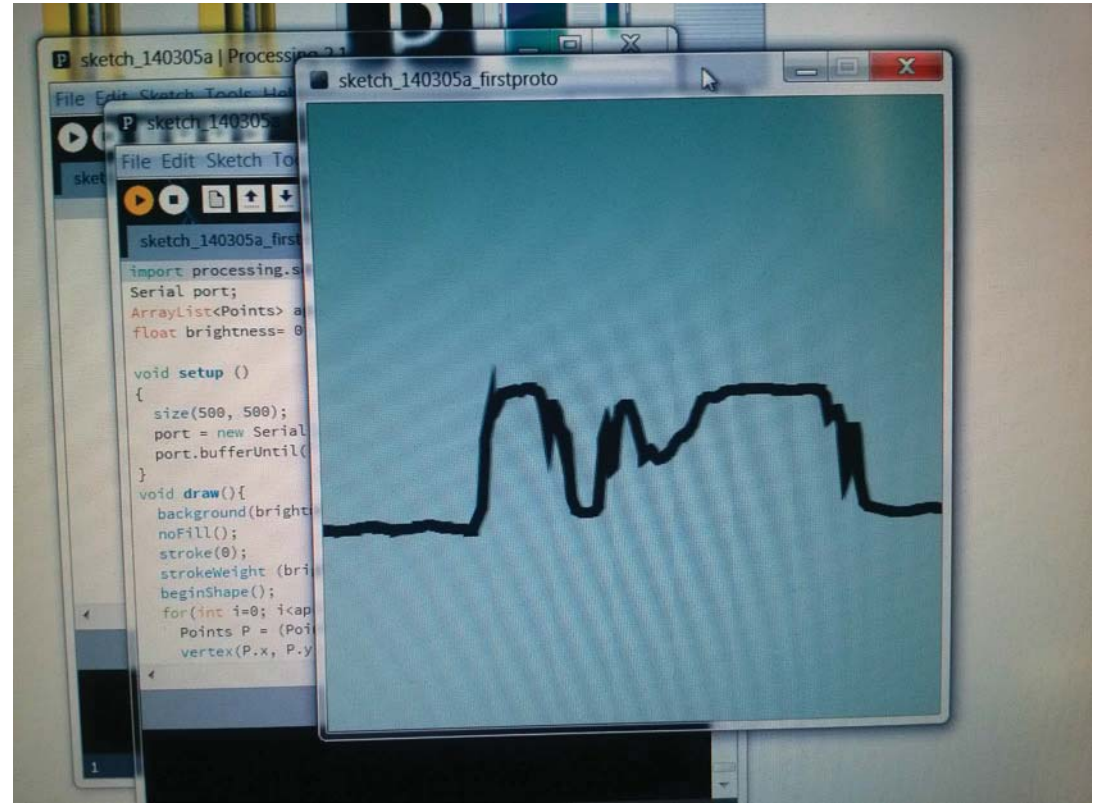 sketch_140305a | Processing 2.1
File Edit Sketch Tools Hel
sket
sketch_140305a
File Edit Sketch To
sketch_140305a_first
import processing.s
Serial port;
ArrayList<Points> a
float brightness= 0
void setup ()
{
size(500, 500);
port = new Serial
port.bufferUntil(
}
void draw(){
background(bright
noFill();
stroke(0);
strokeWeight (bri
beginShape();
for(int i=0; i<ap
Points P = (Poi
vertex(P.x, P.y
1
sketch_140305a_firstproto